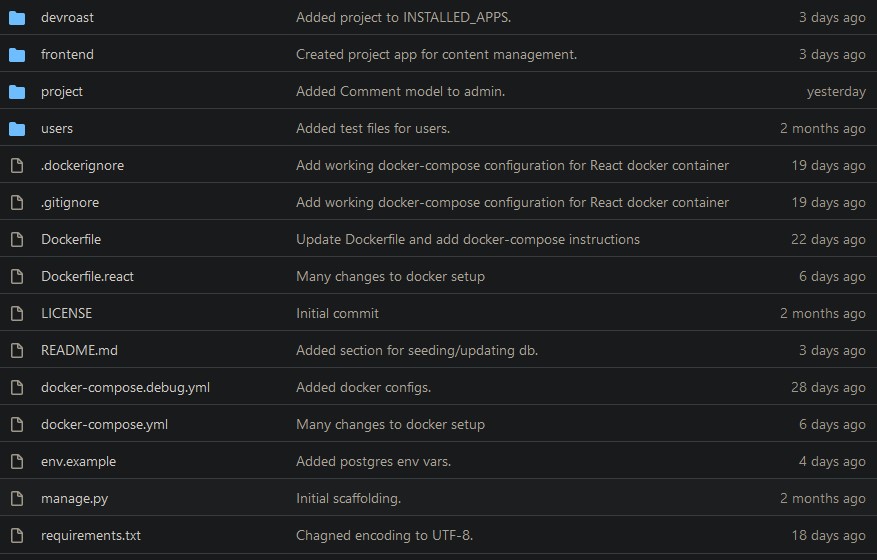 devroast Added project to INSTALLED_APPS. 3 days ago
frontend Created project app for content management. 3 days ago
project Added Comment model to admin. yesterday
users Added test files for users. 2 months ago
.dockerignore Add working docker-compose configuration for React docker container 19 days ago
.gitignore Add working docker-compose configuration for React docker container 19 days ago
Dockerfile Update Dockerfile and add docker-compose instructions 22 days ago
Dockerfile.react Many changes to docker setup 6 days ago
LICENSE Initial commit 2 months ago
README.md Added section for seeding/updating db. 3 days ago
docker-compose.debug.yml Added docker configs. 28 days ago
docker-compose.yml Many changes to docker setup 6 days ago
env.example Added postgres env vars. 4 days ago
manage.py Initial scaffolding. 2 months ago
requirements.txt Chagned encoding to UTF-8. 18 days ago